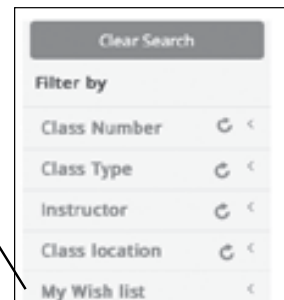 Clear Search
Filter by
Class Number
Class Type
Instructor
Class location
My Wish list